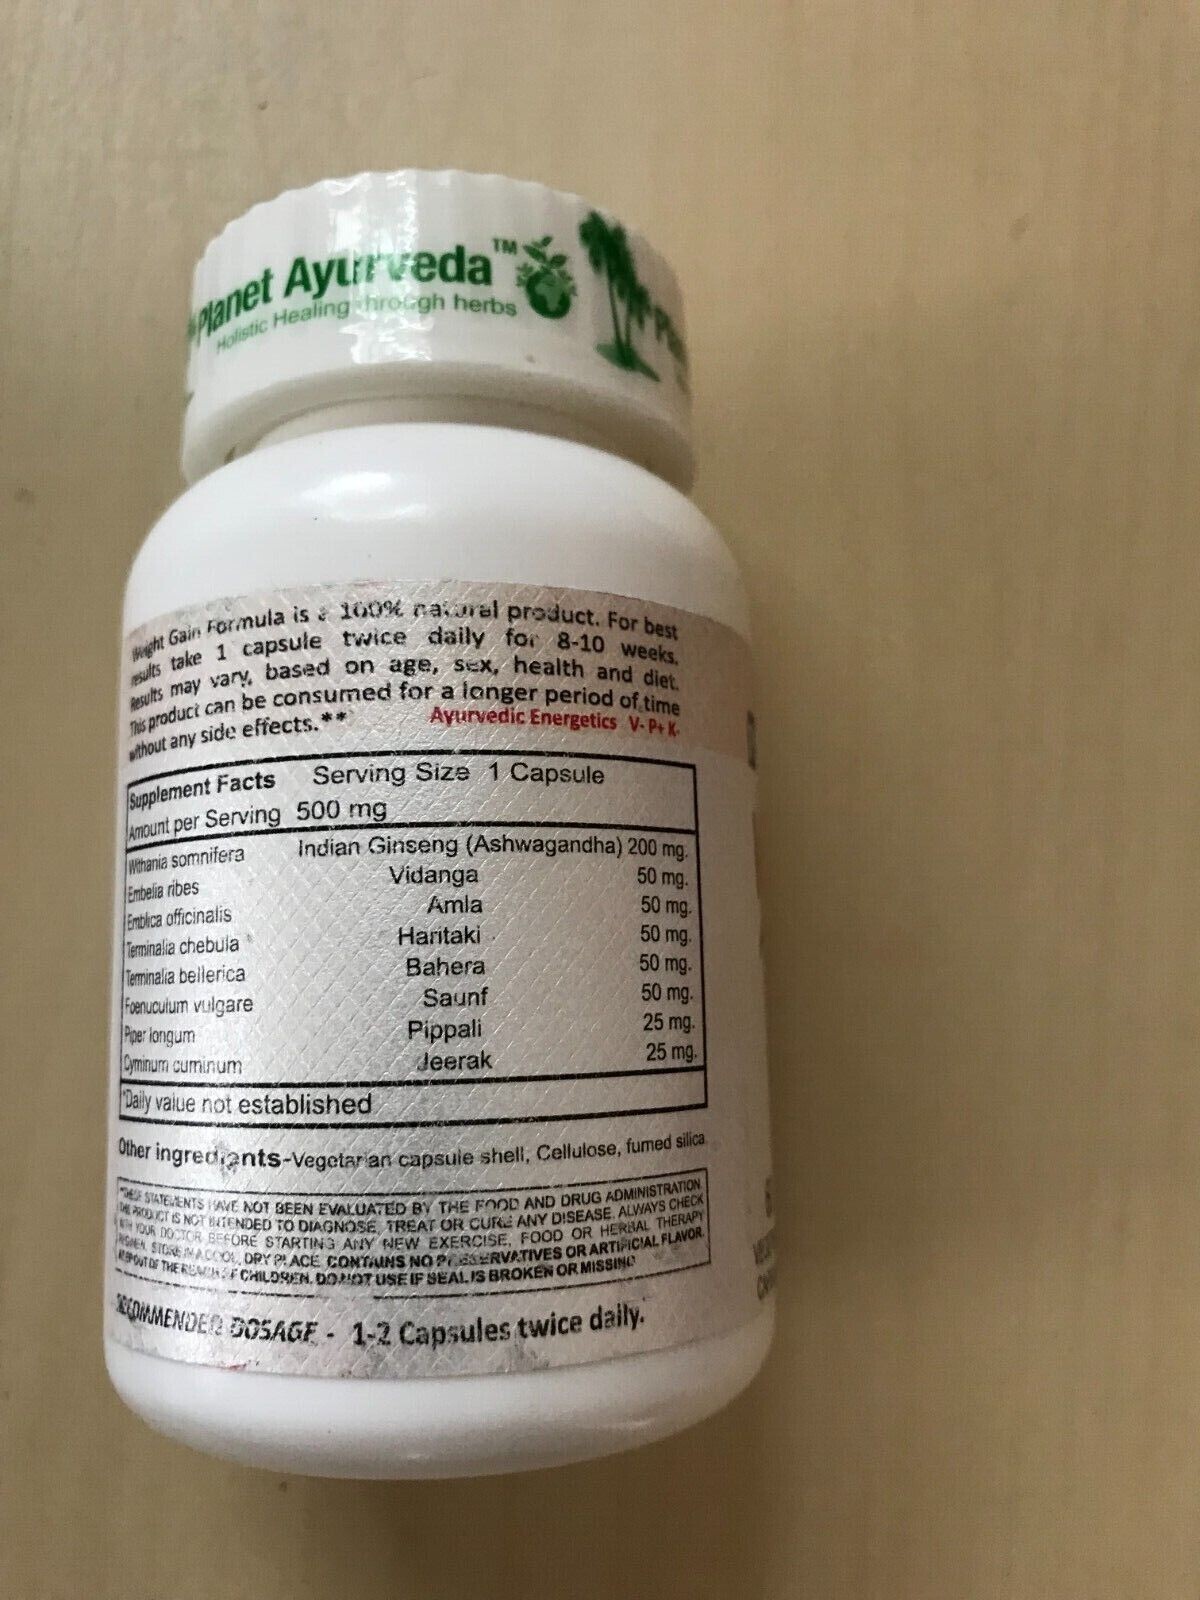 Planet Ayurveda™
Holistic Healing through herbs
Weight Gain Formula is a 100% natural product. For best
results take 1 capsule twice daily for 8-10 weeks.
Results may vary, based on age, sex, health and diet.
This product can be consumed for a longer period of time
without any side effects.**
Ayurvedic Energetics V- P+ K-
Supplement Facts Serving Size 1 Capsule
Amount per Serving 500 mg
Withania somnifera Indian Ginseng (Ashwagandha) 200 mg.
Embelia ribes Vidanga 50 mg.
Emblica officinalis Amla 50 mg.
Terminalia chebula Haritaki 50 mg.
Terminalia bellerica Bahera 50 mg.
Foenuculum vulgare Saunf 50 mg.
Piper longum Pippali 25 mg.
Cyminum cuminum Jeerak 25 mg.
*Daily value not established
Other ingredients-Vegetarian capsule shell, Cellulose, fumed silica
*THESE STATEMENTS HAVE NOT BEEN EVALUATED BY THE FOOD AND DRUG ADMINISTRATION.
THE PRODUCT IS NOT INTENDED TO DIAGNOSE, TREAT OR CURE ANY DISEASE. ALWAYS CHECK
WITH YOUR DOCTOR BEFORE STARTING ANY NEW EXERCISE, FOOD OR HERBAL THERAPY
REGIMEN. STORE IN A COOL, DRY PLACE. CONTAINS NO PRESERVATIVES OR ARTIFICIAL FLAVOR.
KEEP OUT OF THE REACH OF CHILDREN. DO NOT USE IF SEAL IS BROKEN OR MISSING
RECOMMENDED DOSAGE - 1-2 Capsules twice daily.